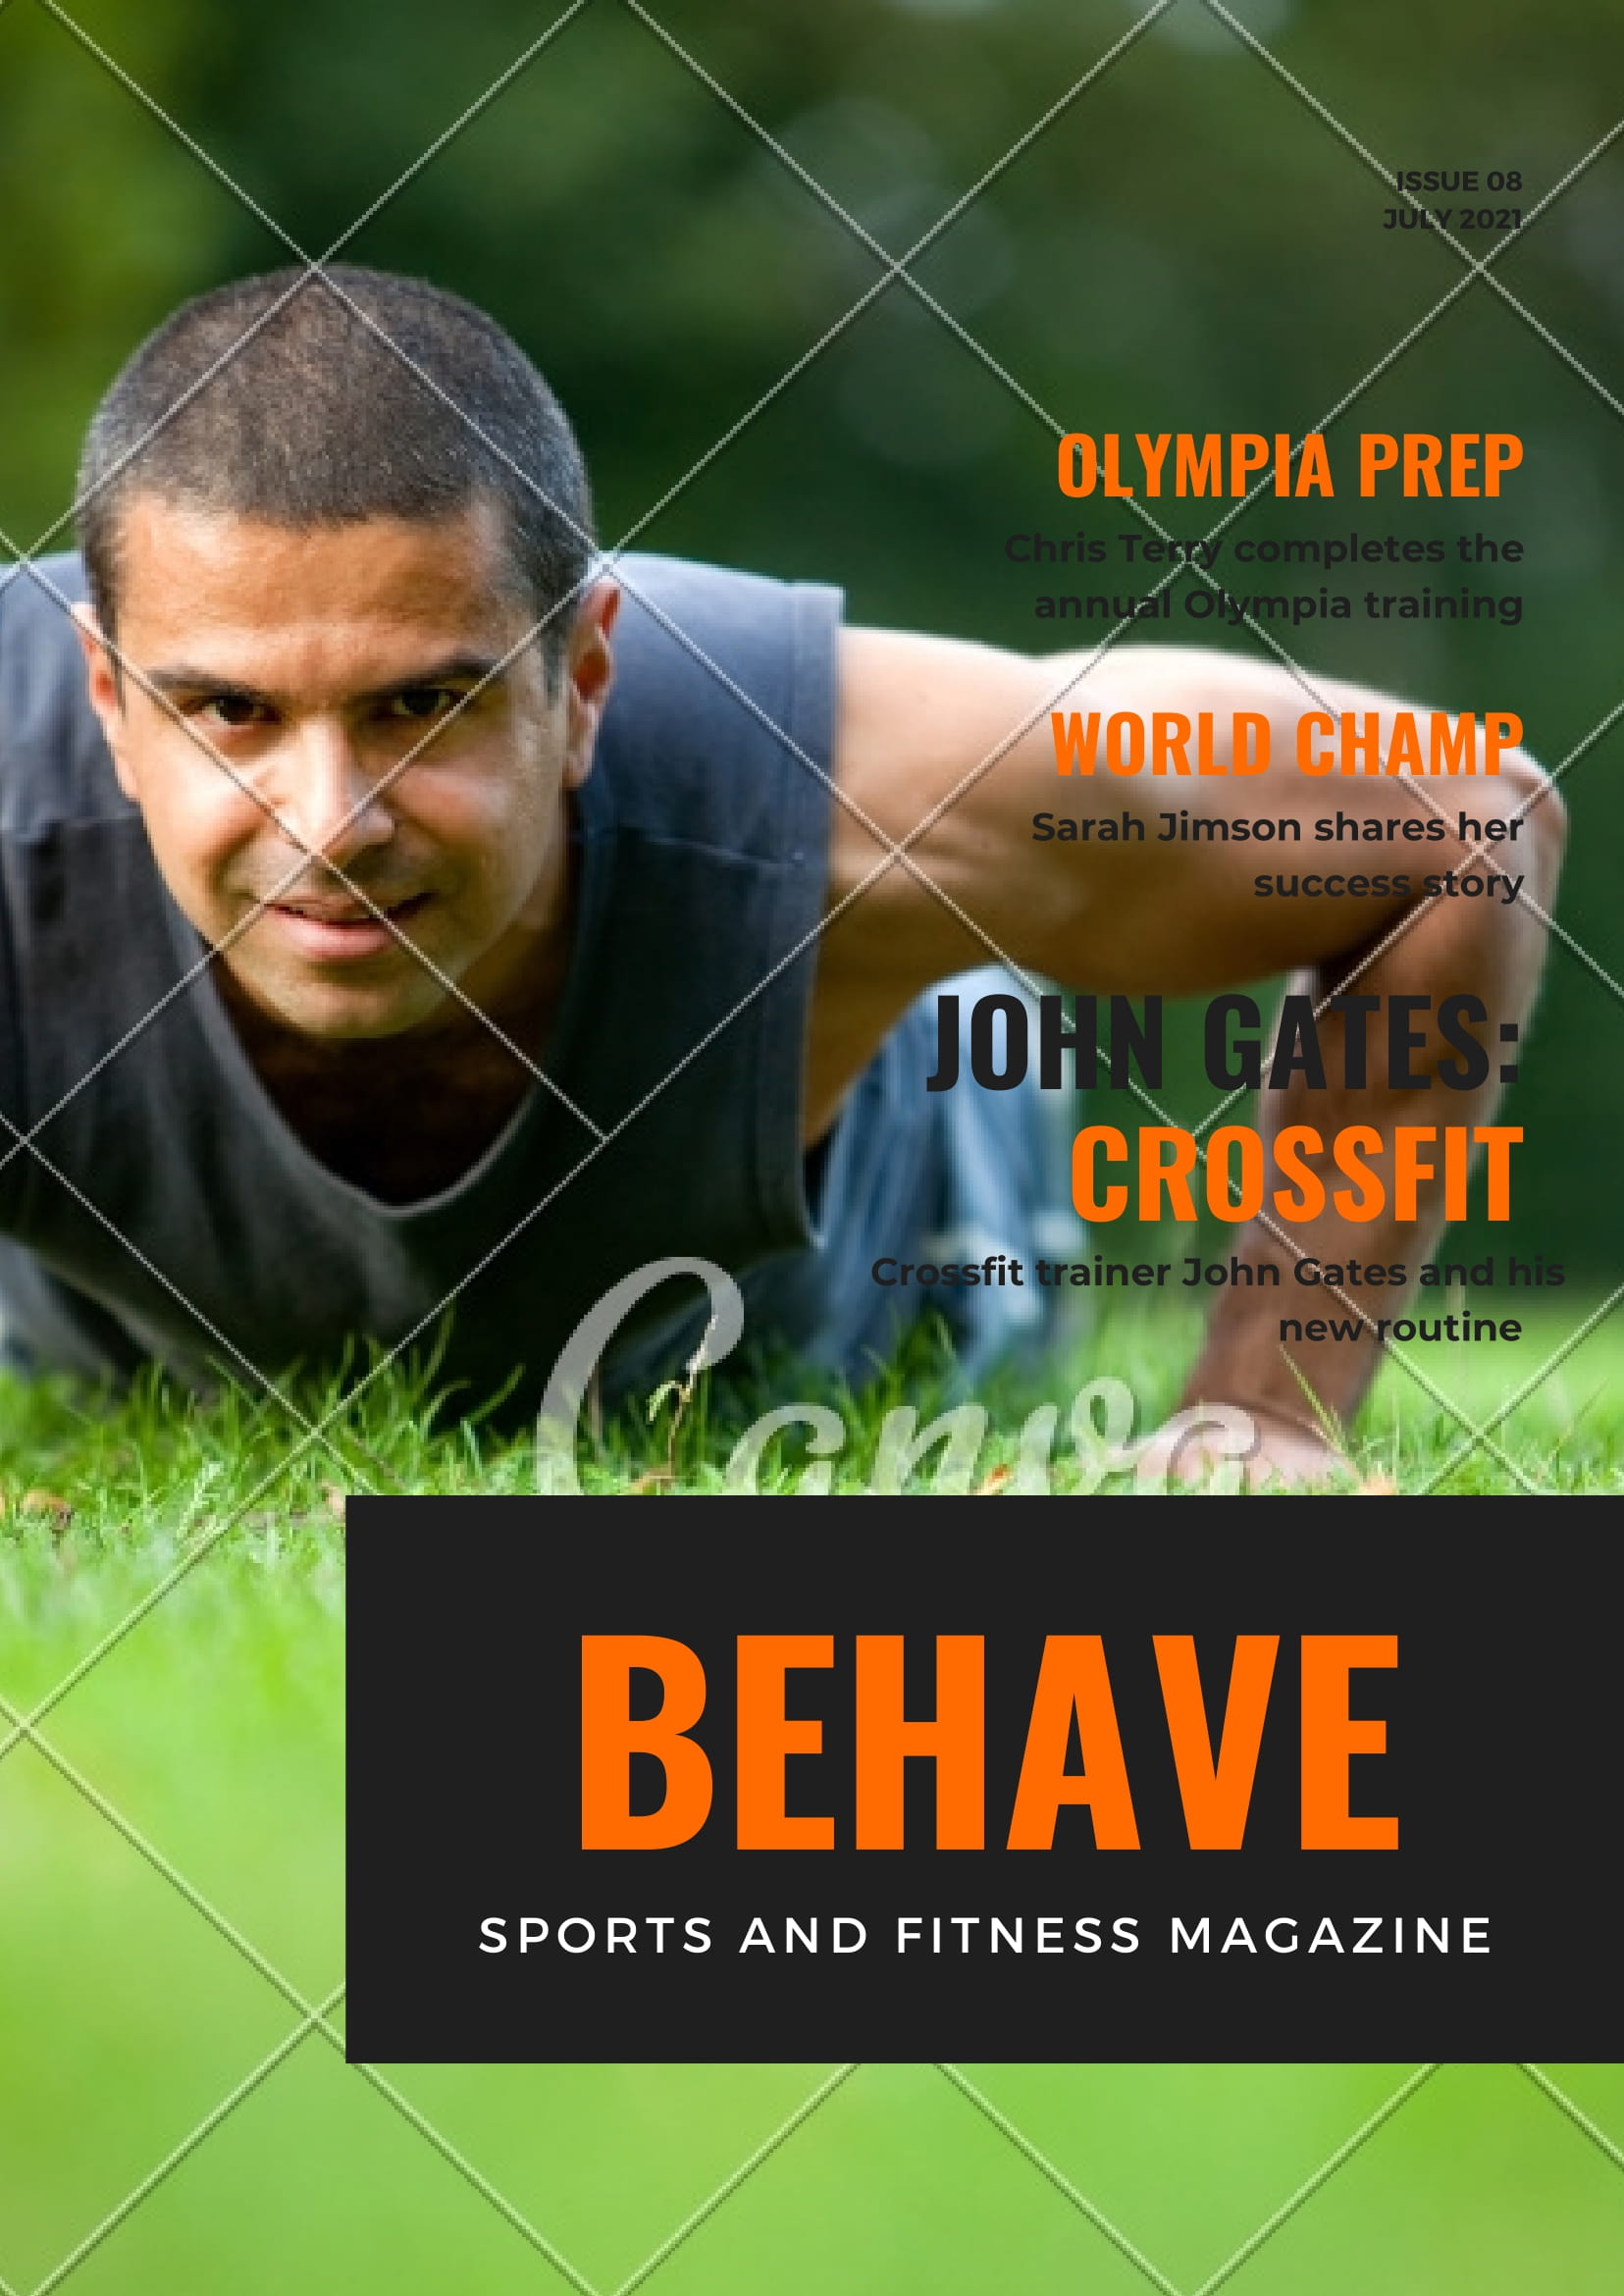 ISSUE 08
JULY 2021
OLYMPIA PREP
Chris Terry completes the
annual Olympia training
WORLD CHAMP
Sarah Jimson shares her
success story
JOHN GATES:
CROSSFIT
Crossfit trainer John Gates and his
new routine
Canva
BEHAVE
SPORTS AND FITNESS MAGAZINE